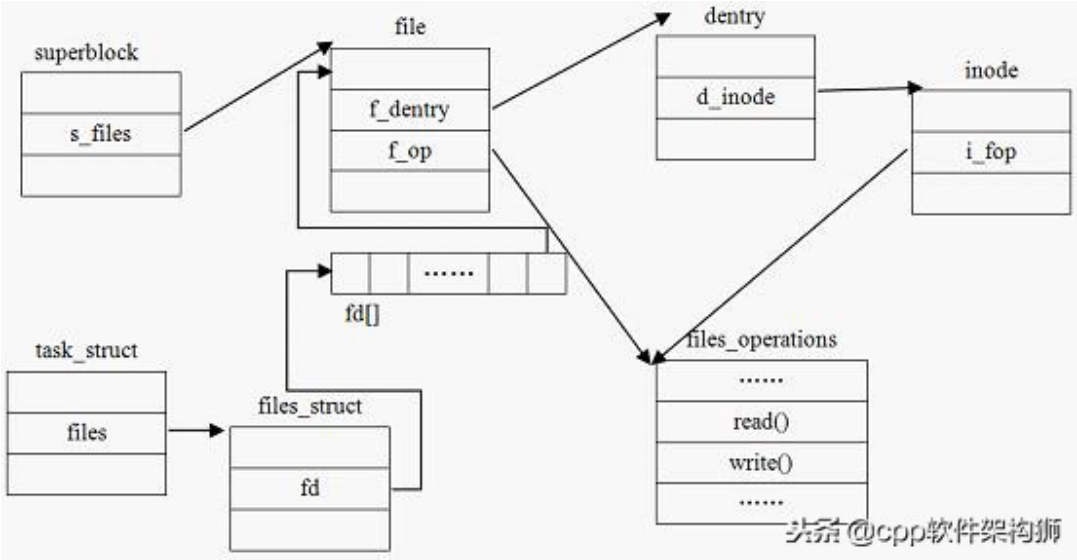 superblock
s_files
file
f_dentry
f_op
dentry
d_inode
inode
i_fop
......
fd[]
task_struct
files
files_struct
fd
files_operations
......
read()
write()
......
头条 @cpp软件架构狮